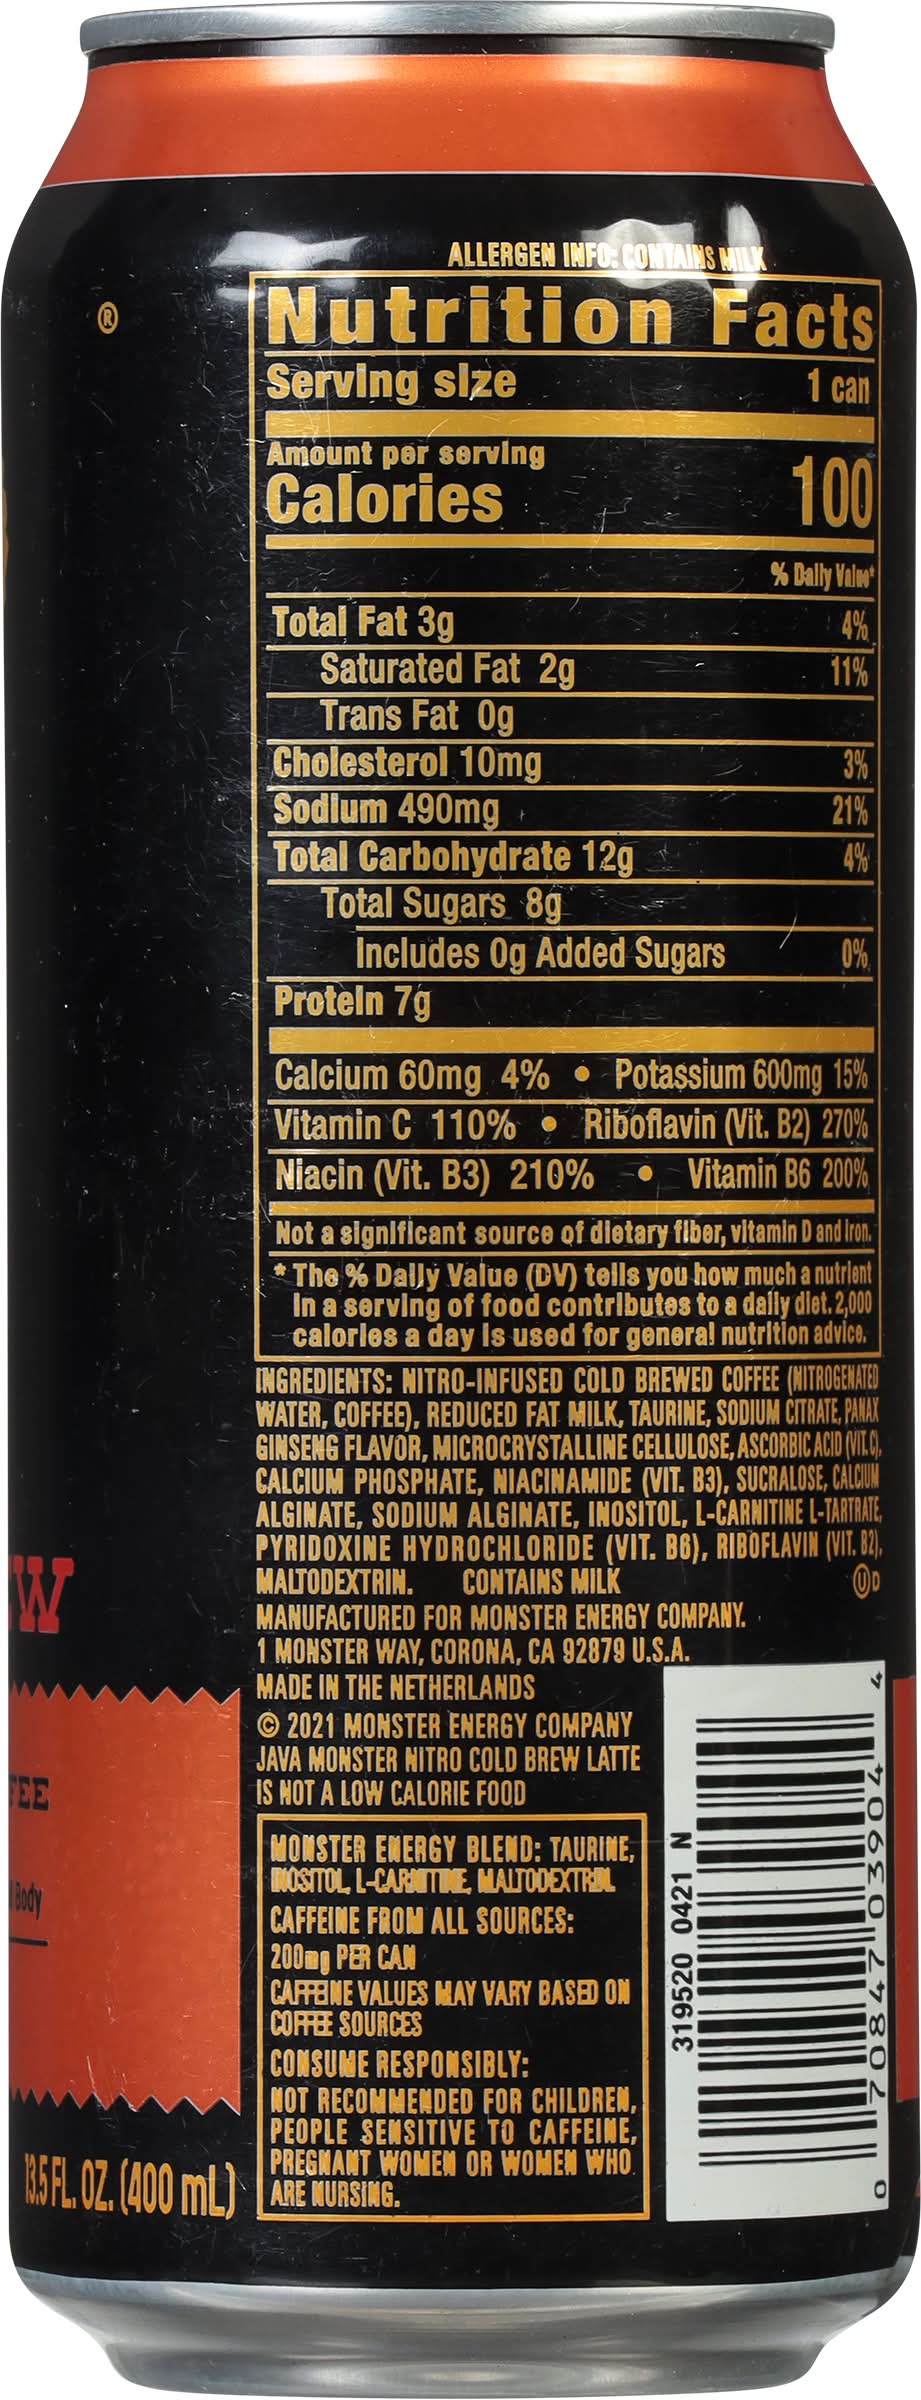 ALLERGEN INFO: CONTAINS MILK
®
Nutrition Facts
Serving size 1 can
Amount per serving
Calories 100
% Daily Value*
Total Fat 3g 4%
Saturated Fat 2g 11%
Trans Fat 0g
Cholesterol 10mg 3%
Sodium 490mg 21%
Total Carbohydrate 12g 4%
Total Sugars 8g
Includes 0g Added Sugars 0%
Protein 7g
Calcium 60mg 4% • Potassium 600mg 15%
Vitamin C 110% • Riboflavin (Vit. B2) 270%
Niacin (Vit. B3) 210% • Vitamin B6 200%
Not a significant source of dietary fiber, vitamin D and iron.
* The % Daily Value (DV) tells you how much a nutrient
in a serving of food contributes to a daily diet. 2,000
calories a day is used for general nutrition advice.
INGREDIENTS: NITRO-INFUSED COLD BREWED COFFEE (NITROGENATED
WATER, COFFEE), REDUCED FAT MILK, TAURINE, SODIUM CITRATE, PANAX
GINSENG FLAVOR, MICROCRYSTALLINE CELLULOSE, ASCORBIC ACID (VIT. C),
CALCIUM PHOSPHATE, NIACINAMIDE (VIT. B3), SUCRALOSE, CALCIUM
ALGINATE, SODIUM ALGINATE, INOSITOL, L-CARNITINE L-TARTRATE,
PYRIDOXINE HYDROCHLORIDE (VIT. B6), RIBOFLAVIN (VIT. B2),
MALTODEXTRIN. CONTAINS MILK ⓊD
MANUFACTURED FOR MONSTER ENERGY COMPANY.
1 MONSTER WAY, CORONA, CA 92879 U.S.A.
MADE IN THE NETHERLANDS
© 2021 MONSTER ENERGY COMPANY
JAVA MONSTER NITRO COLD BREW LATTE
IS NOT A LOW CALORIE FOOD
MONSTER ENERGY BLEND: TAURINE,
INOSITOL, L-CARNITINE, MALTODEXTRIN.
CAFFEINE FROM ALL SOURCES:
200mg PER CAN
CAFFEINE VALUES MAY VARY BASED ON
COFFEE SOURCES
CONSUME RESPONSIBLY:
NOT RECOMMENDED FOR CHILDREN,
PEOPLE SENSITIVE TO CAFFEINE,
PREGNANT WOMEN OR WOMEN WHO
ARE NURSING.
319520 0421 N
0 70847 03904 4
W
FEE
Body
13.5 FL. OZ. (400 mL)